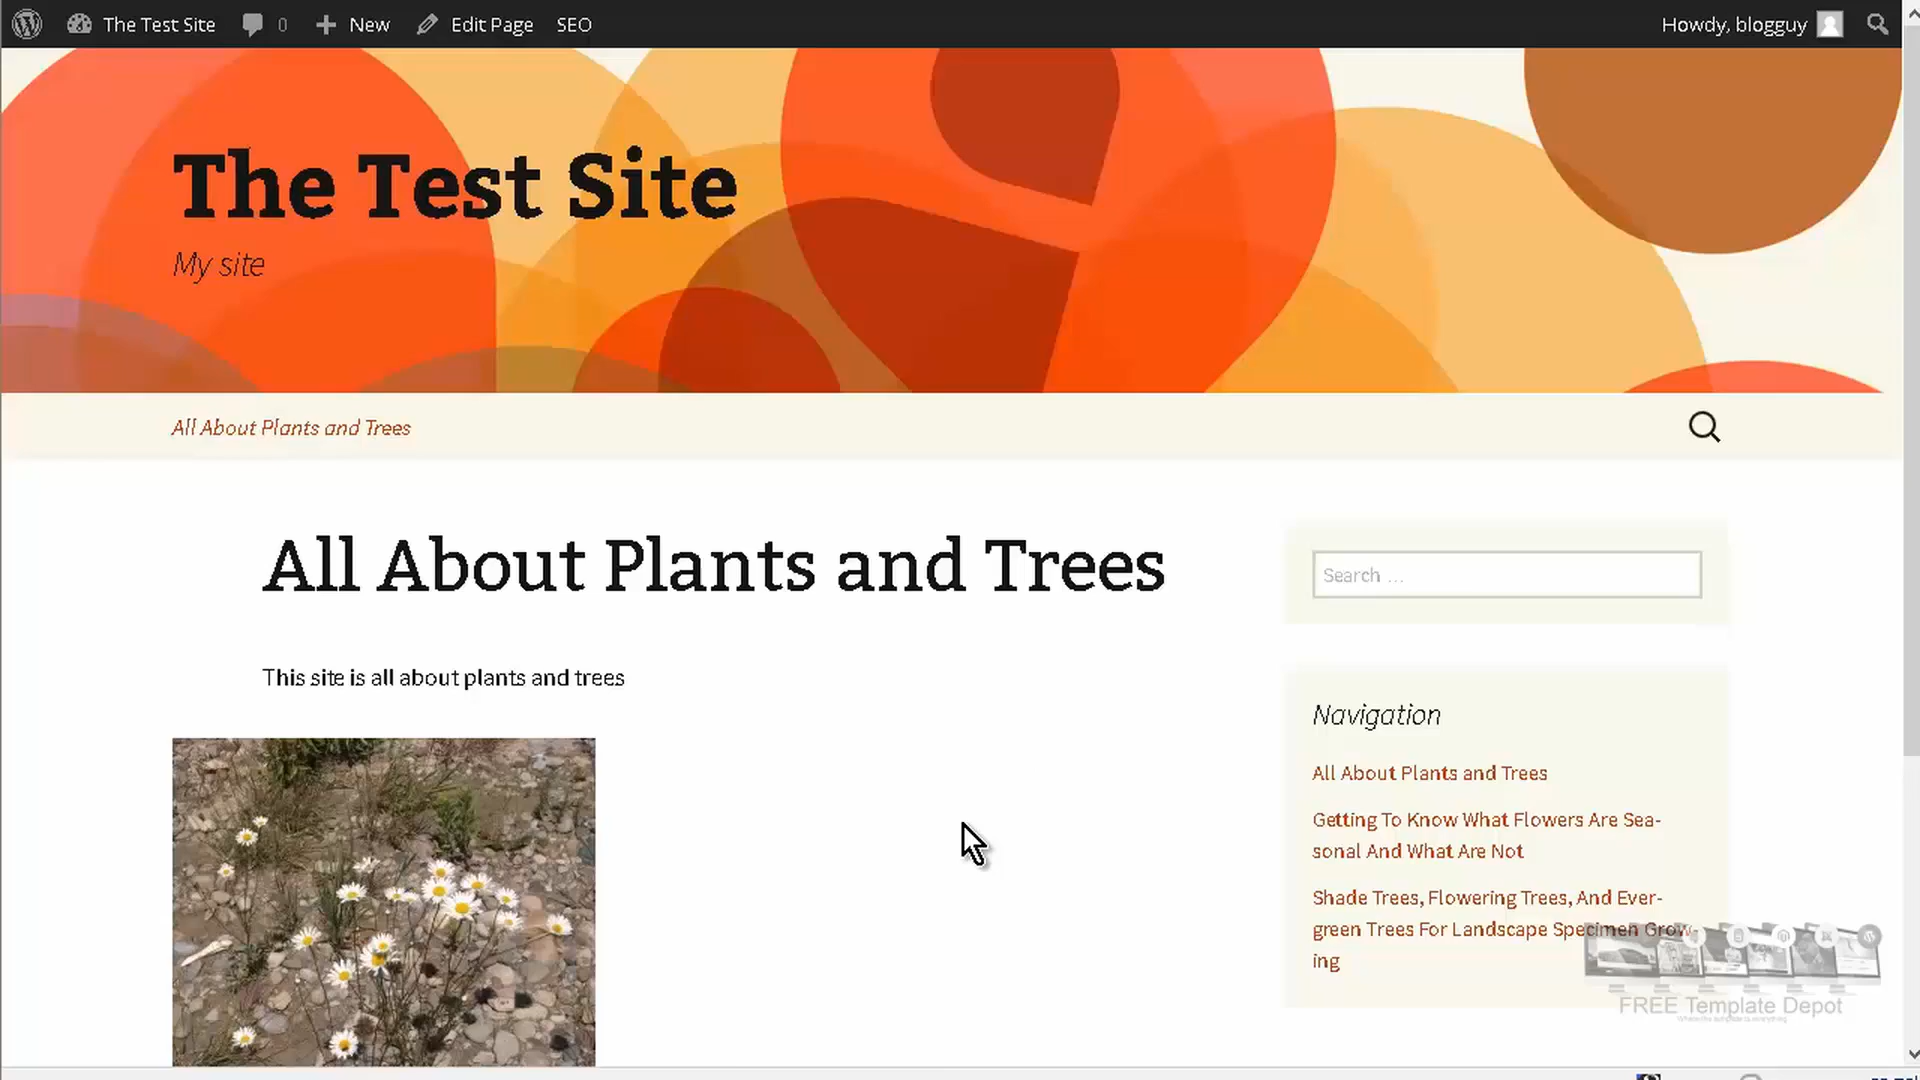 The Test Site 0 New Edit Page SEO Howdy, blogguy
The Test Site
My site
All About Plants and Trees
All About Plants and Trees
Search ...
This site is all about plants and trees
Navigation
All About Plants and Trees
Getting To Know What Flowers Are Sea-
sonal And What Are Not
Shade Trees, Flowering Trees, And Ever-
green Trees For Landscape Specimen Grow-
ing
FREE Template Depot